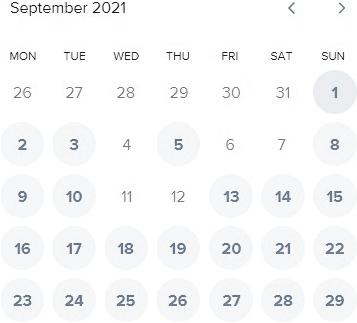 September 2021
MON TUE WED THU FRI SAT SUN
26 27 28 29 30 31 1
2 3 4 5 6 7 8
9 10 11 12 13 14 15
16 17 18 19 20 21 22
23 24 25 26 27 28 29